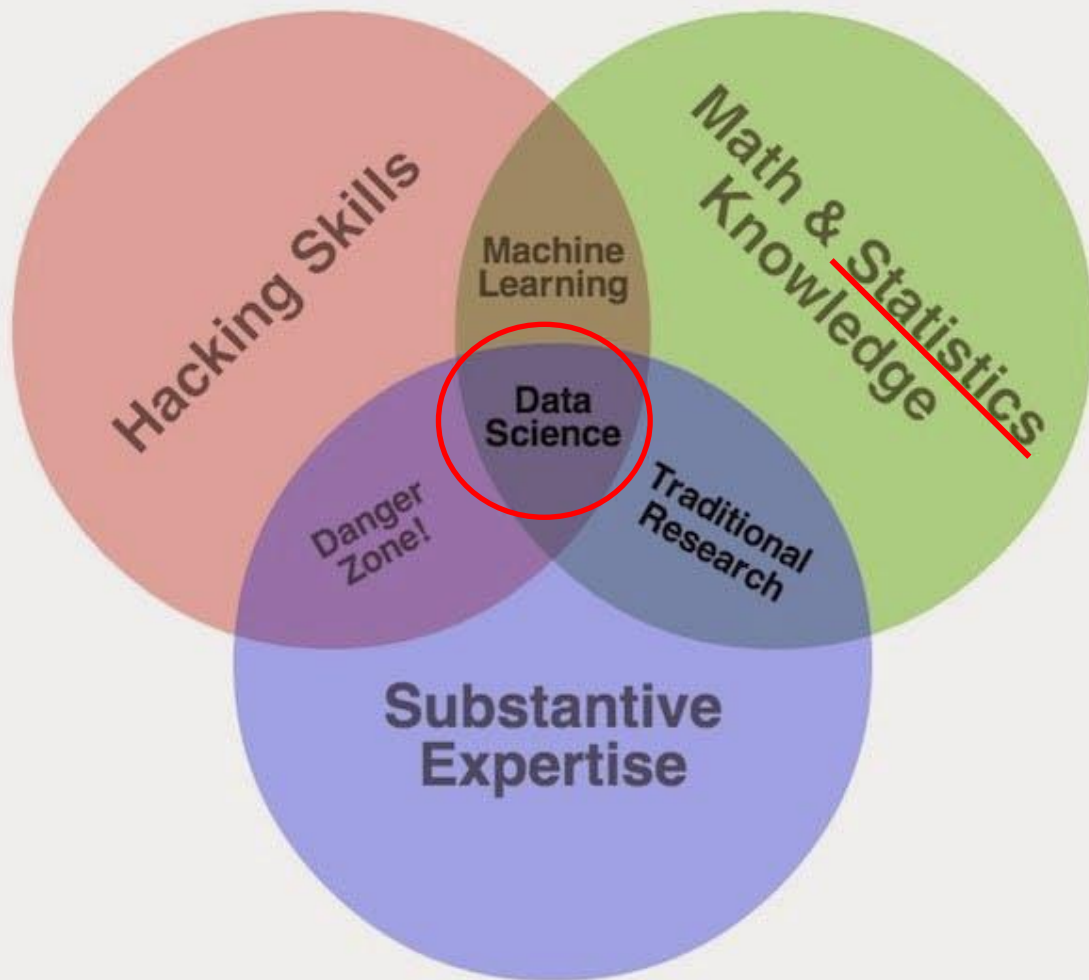 Hacking Skills
Math & Statistics
Knowledge
Machine
Learning
Data
Science
Danger
Zone!
Traditional
Research
Substantive
Expertise